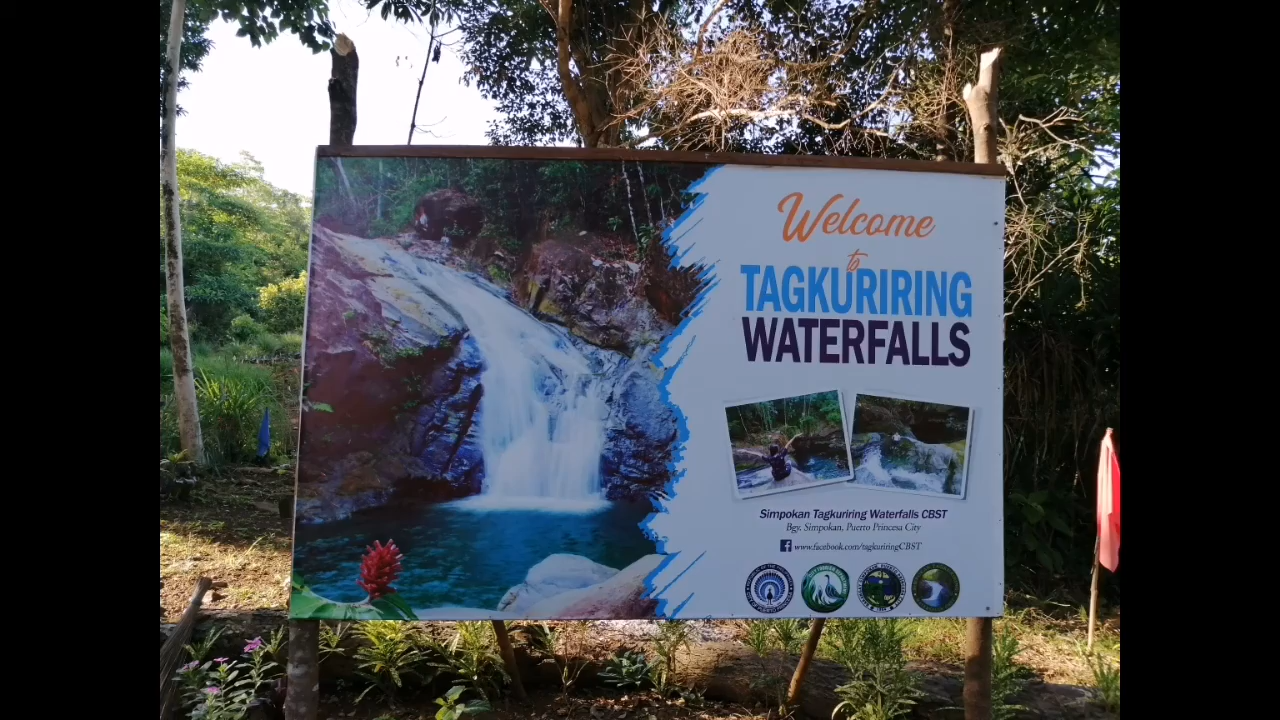 Welcome
to
TAGKURIRING
WATERFALLS
Simpokan Tagkuriring Waterfalls CBST
Bgy. Simpokan, Puerto Princesa City
www.facebook.com/tagkuriringCBST